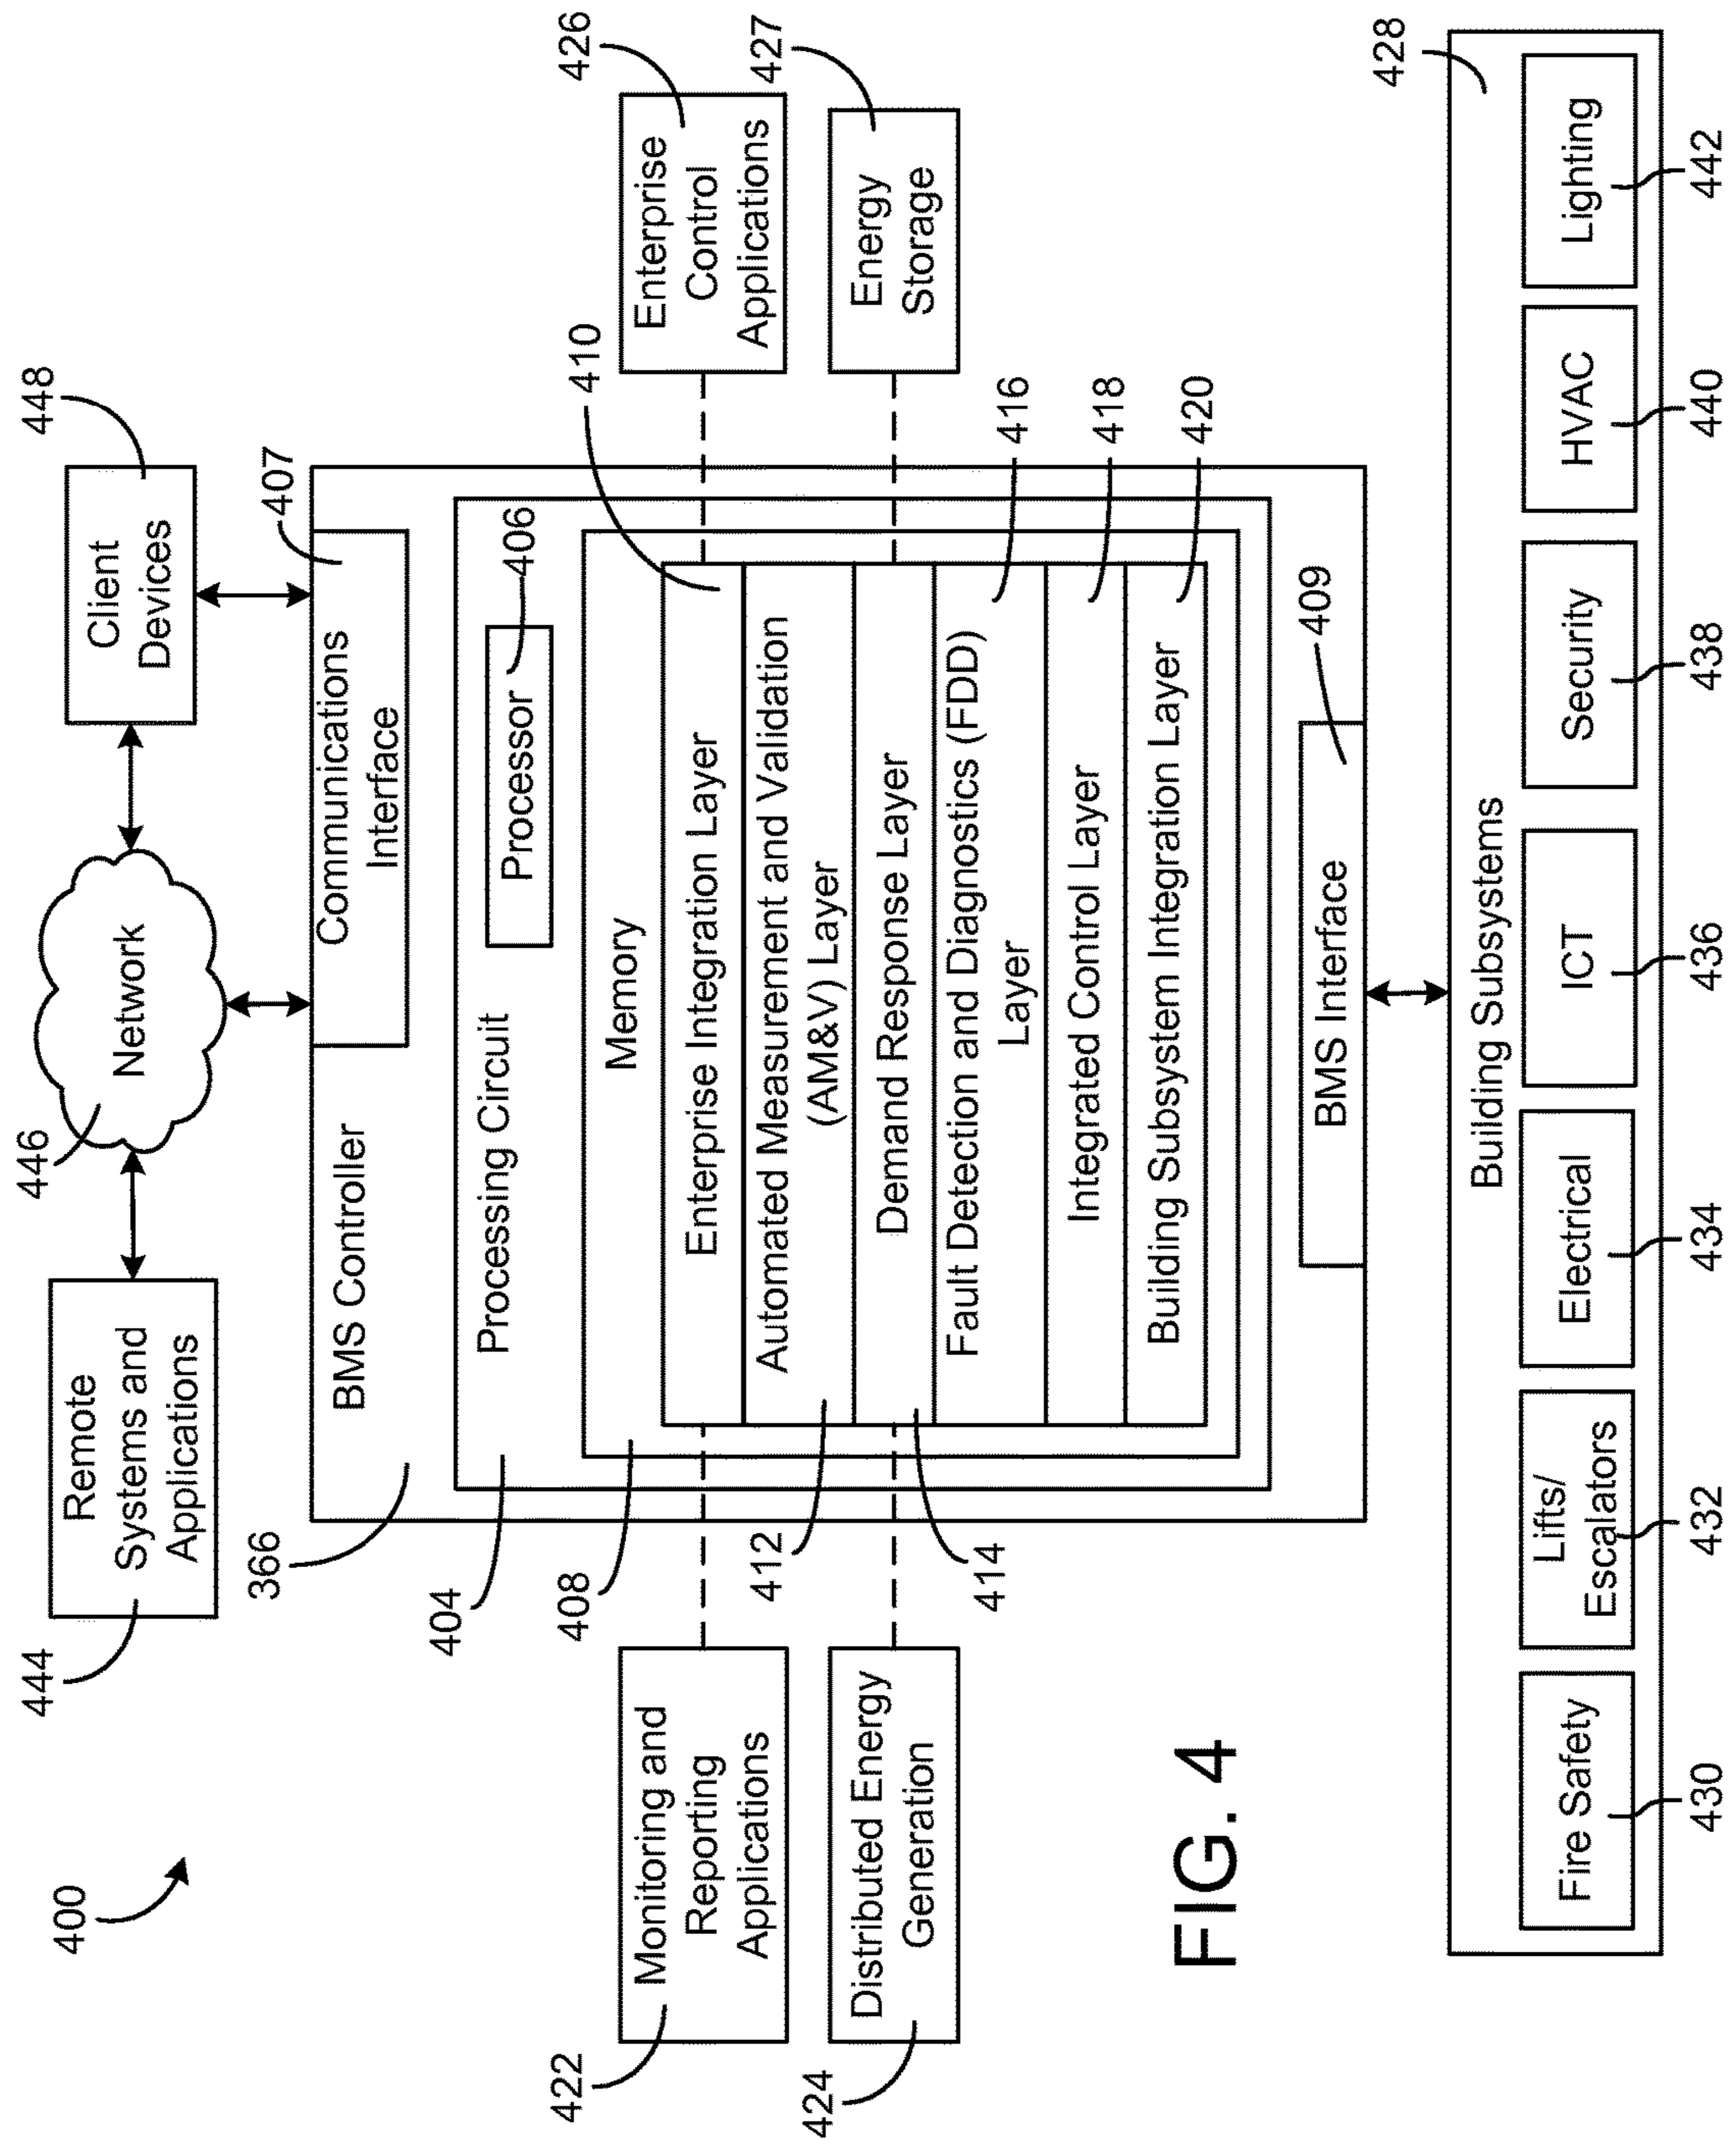 400
444
Remote
Systems and
Applications
446
Network
Client
Devices
448
366
BMS Controller
Communications
Interface
407
404
Processing Circuit
Processor
406
408
Memory
410
Enterprise Integration Layer
Automated Measurement and Validation
(AM&V) Layer
412
Demand Response Layer
414
Fault Detection and Diagnostics (FDD)
Layer
416
Integrated Control Layer
418
Building Subsystem Integration Layer
420
BMS Interface
409
422
Monitoring and
Reporting
Applications
424
Distributed Energy
Generation
Enterprise
Control
Applications
426
Energy
Storage
427
FIG. 4
Building Subsystems
428
Fire Safety
Lifts/
Escalators
Electrical
ICT
Security
HVAC
Lighting
430
432
434
436
438
440
442